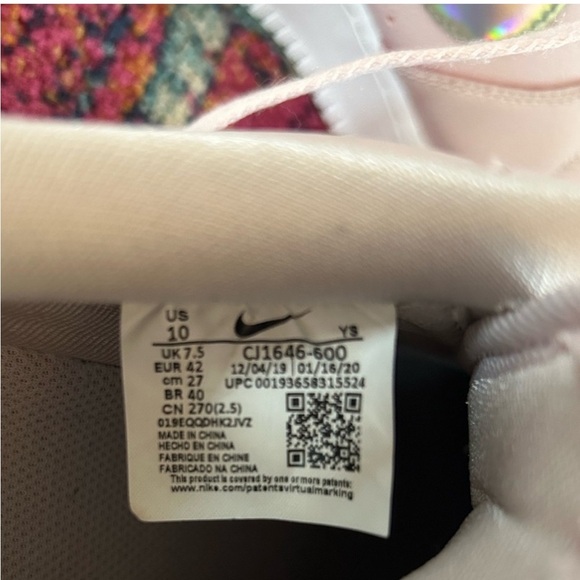 US
10 YS
UK 7.5 CJ1646-600
EUR 42 12/04/19 01/16/20
cm 27 UPC 00193658315524
BR 40
CN 270(2.5)
019EQQDHK2JVZ
MADE IN CHINA
HECHO EN CHINA
FABRIQUE EN CHINE
FABRICADO NA CHINA
This product is covered by one or more patents:
www.nike.com/patentsvirtualmarking